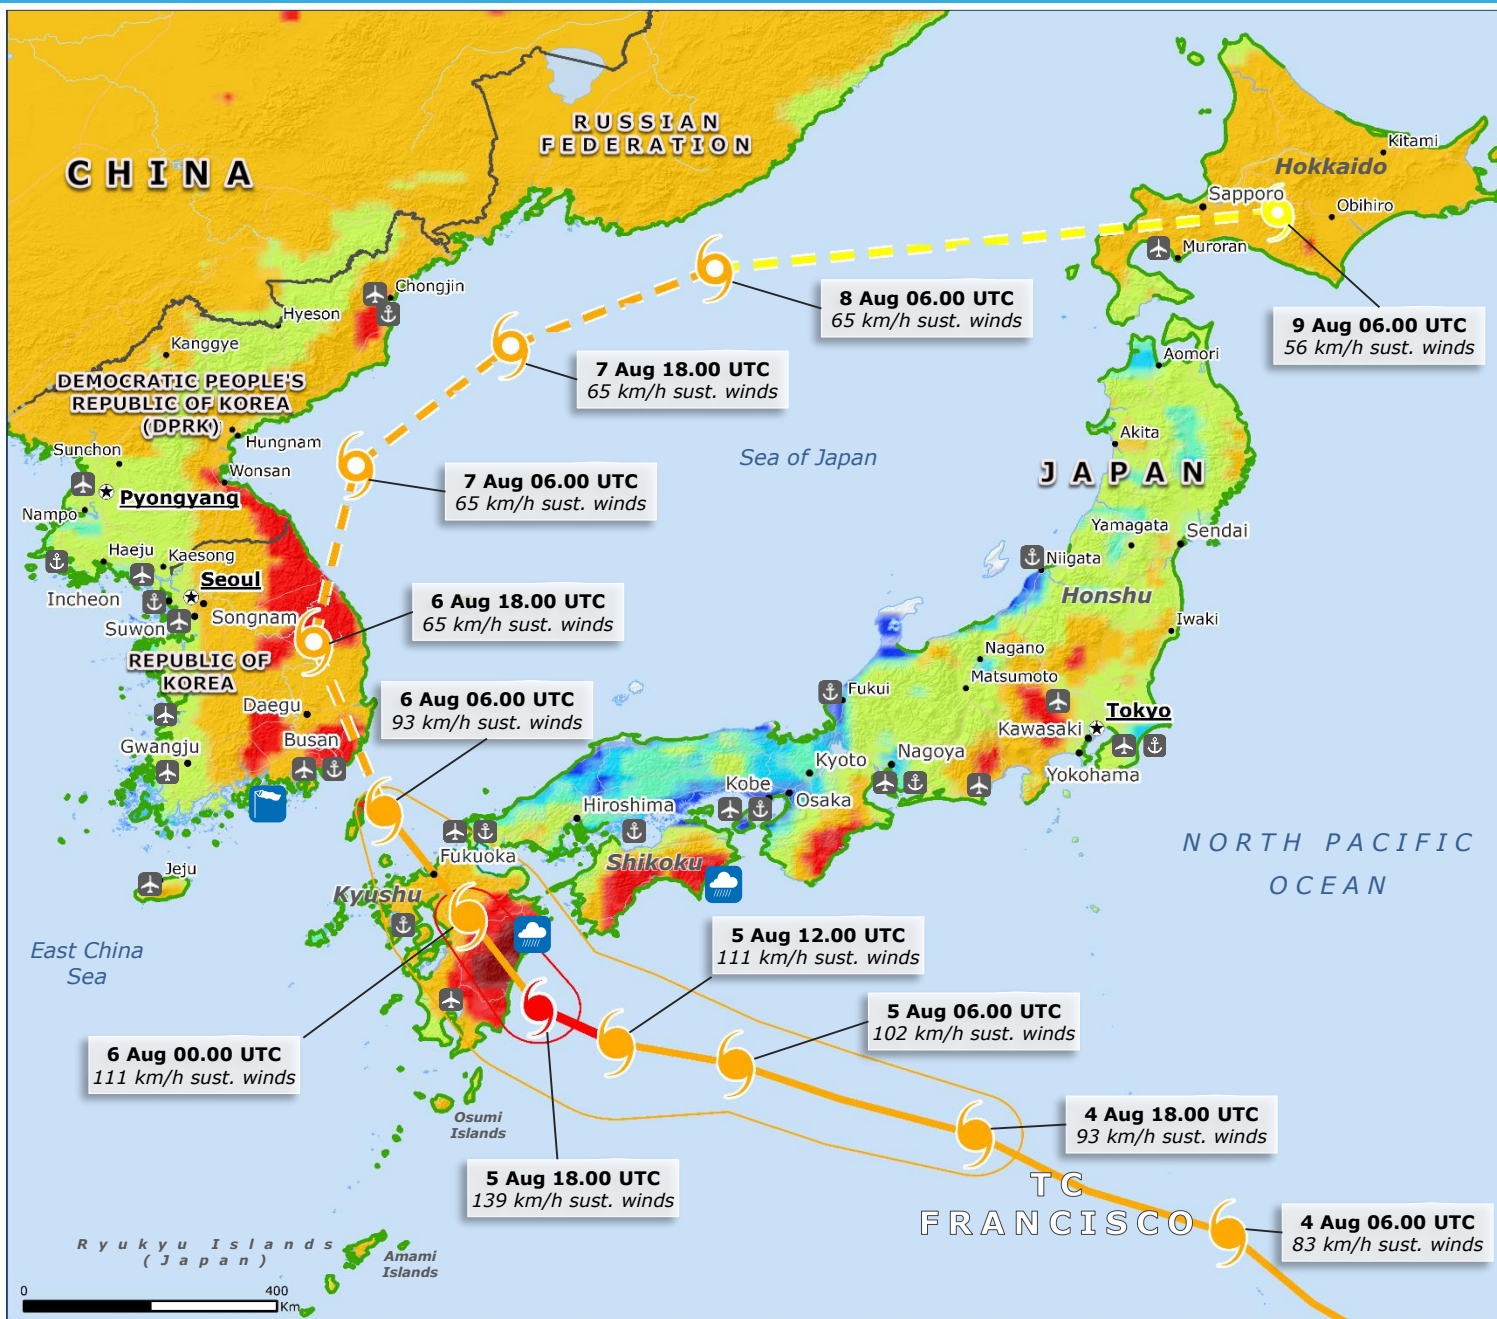 RUSSIAN
FEDERATION
CHINA
Kitami
Hokkaido
Sapporo
Obihiro
Muroran
Chongjin
Hyeson
8 Aug 06.00 UTC
65 km/h sust. winds
9 Aug 06.00 UTC
56 km/h sust. winds
Kanggye
Aomori
7 Aug 18.00 UTC
65 km/h sust. winds
DEMOCRATIC PEOPLE'S
REPUBLIC OF KOREA
(DPRK)
Hungnam
Akita
Sunchon
Sea of Japan
JAPAN
Wonsan
7 Aug 06.00 UTC
65 km/h sust. winds
Pyongyang
Nampo
Yamagata
Sendai
Haeju
Kaesong
Niigata
Seoul
Incheon
Honshu
6 Aug 18.00 UTC
65 km/h sust. winds
Songnam
Suwon
Iwaki
REPUBLIC OF
KOREA
Nagano
Matsumoto
6 Aug 06.00 UTC
93 km/h sust. winds
Fukui
Daegu
Tokyo
Kawasaki
Busan
Gwangju
Nagoya
Kyoto
Yokohama
Kobe
Osaka
Hiroshima
NORTH PACIFIC
OCEAN
Fukuoka
Shikoku
Jeju
Kyushu
East China
Sea
5 Aug 12.00 UTC
111 km/h sust. winds
5 Aug 06.00 UTC
102 km/h sust. winds
6 Aug 00.00 UTC
111 km/h sust. winds
Osumi
Islands
4 Aug 18.00 UTC
93 km/h sust. winds
5 Aug 18.00 UTC
139 km/h sust. winds
TC
FRANCISCO
4 Aug 06.00 UTC
83 km/h sust. winds
Ryukyu Islands
(Japan)
Amami
Islands
0 400
Km